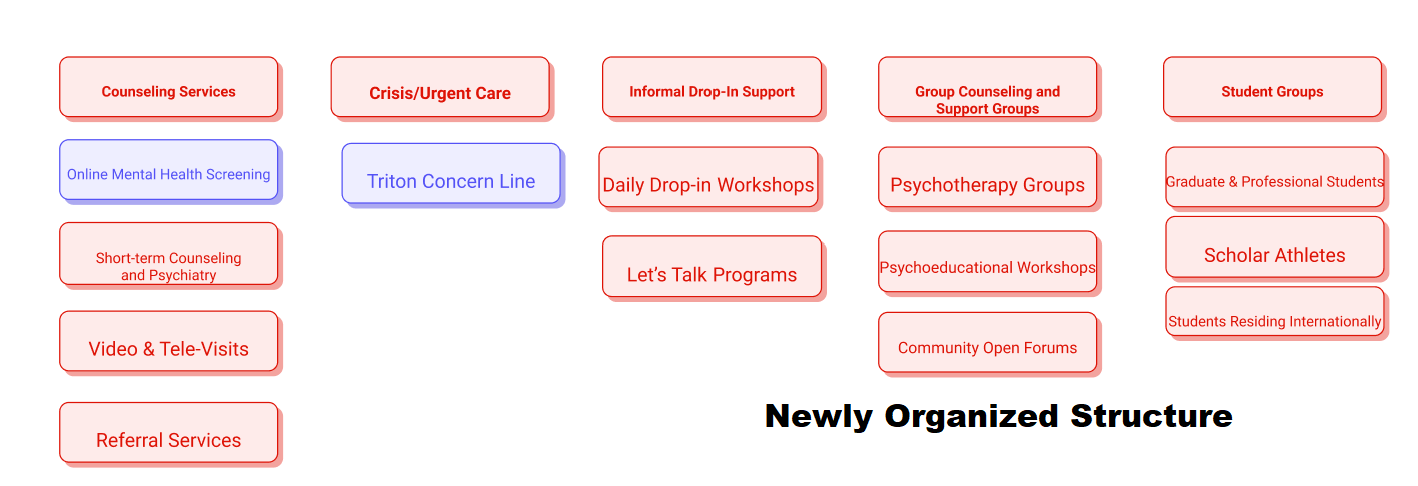 Counseling Services
Online Mental Health Screening
Short-term Counseling
and Psychiatry
Video & Tele-Visits
Referral Services
Crisis/Urgent Care
Triton Concern Line
Informal Drop-In Support
Daily Drop-in Workshops
Let’s Talk Programs
Group Counseling and
Support Groups
Psychotherapy Groups
Psychoeducational Workshops
Community Open Forums
Student Groups
Graduate & Professional Students
Scholar Athletes
Students Residing Internationally
Newly Organized Structure